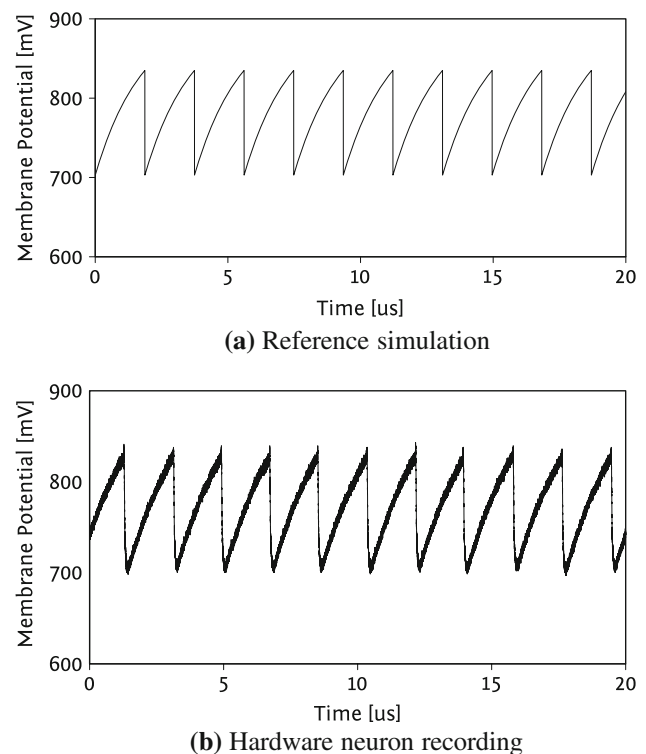 900
800
700
600
Membrane Potential [mV]
0 5 10 15 20
Time [us]
(a) Reference simulation
900
800
700
600
Membrane Potential [mV]
0 5 10 15 20
Time [us]
(b) Hardware neuron recording